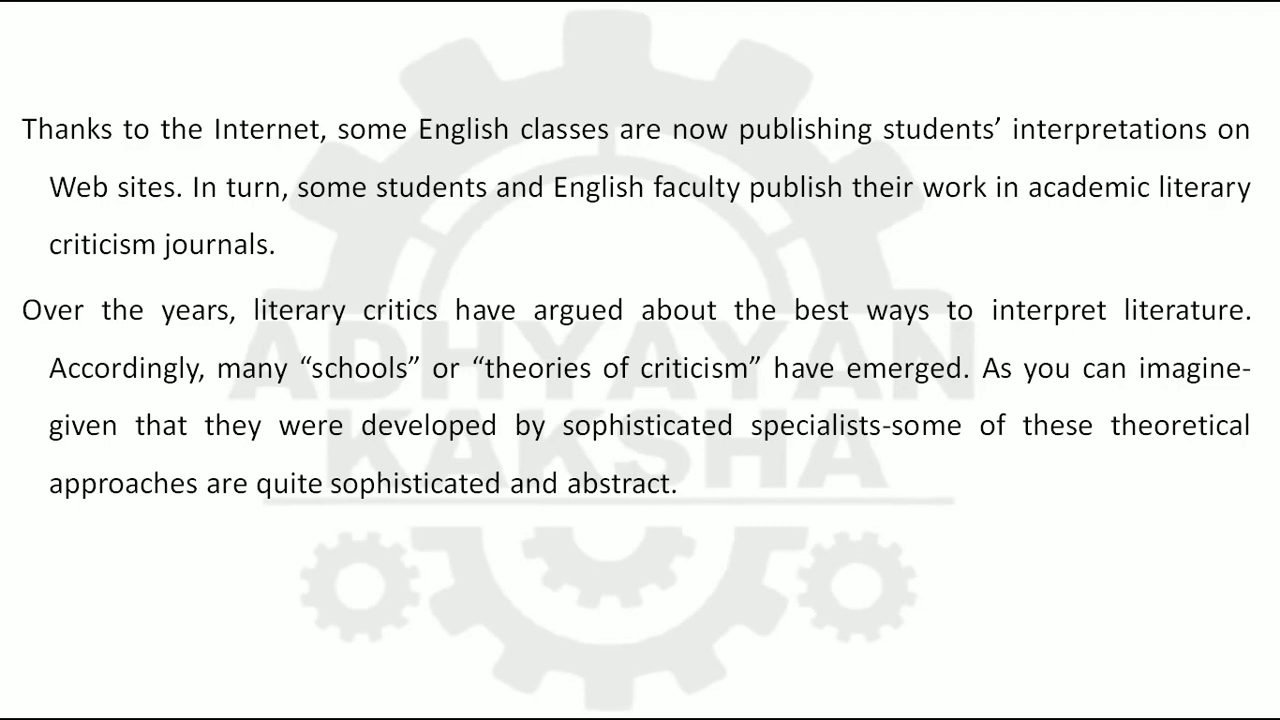 Thanks to the Internet, some English classes are now publishing students’ interpretations on
Web sites. In turn, some students and English faculty publish their work in academic literary
criticism journals.
Over the years, literary critics have argued about the best ways to interpret literature.
Accordingly, many “schools” or “theories of criticism” have emerged. As you can imagine-
given that they were developed by sophisticated specialists-some of these theoretical
approaches are quite sophisticated and abstract.
ADHYAYAN
KAKSHA